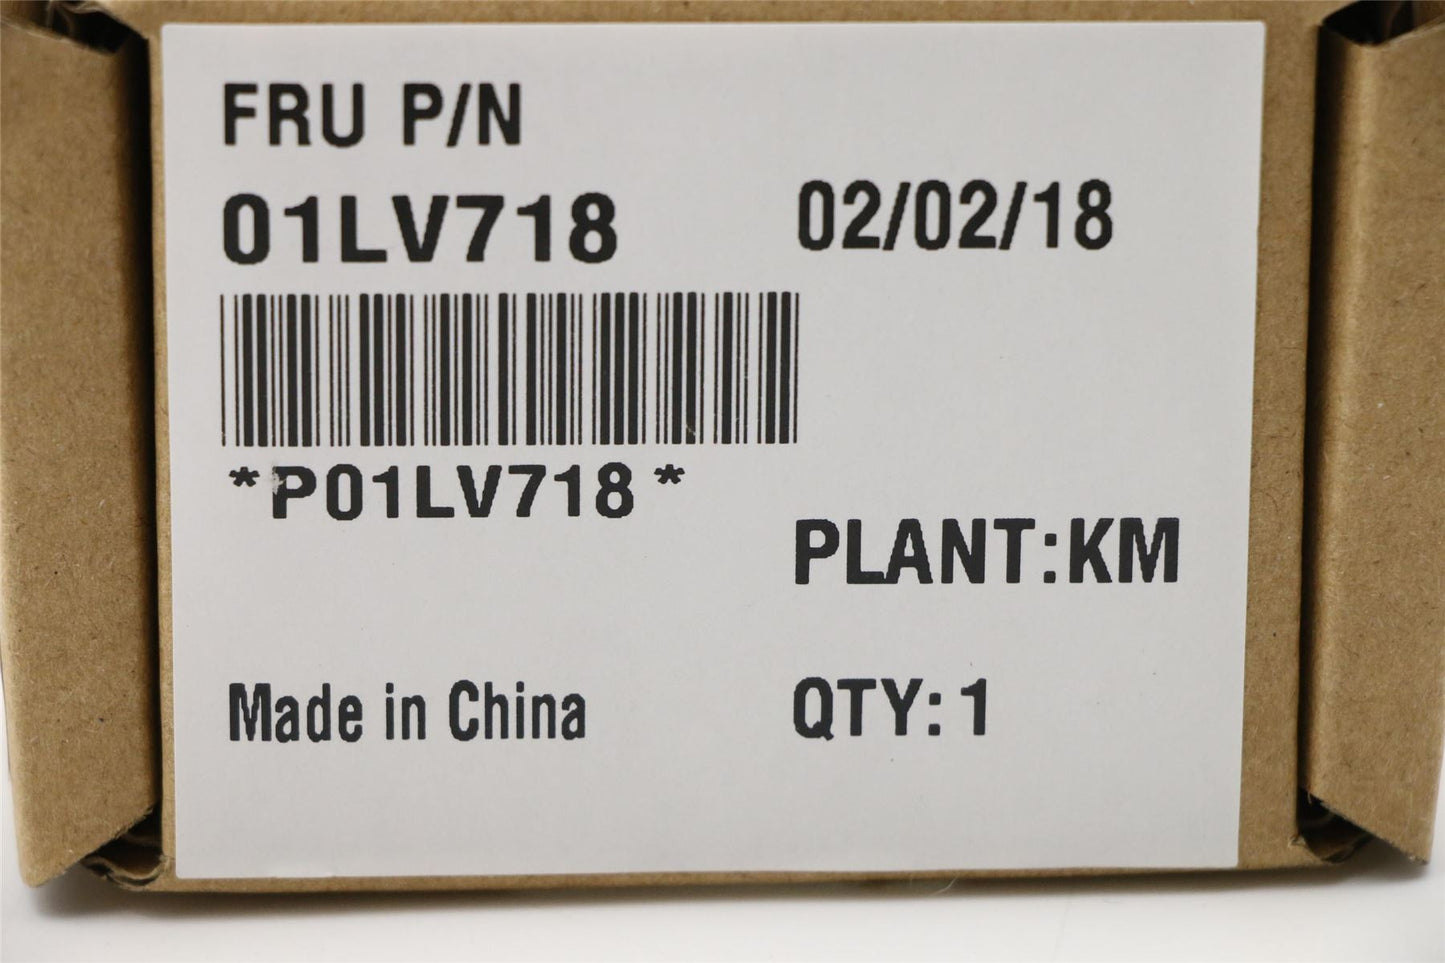 FRU P/N
01LV718
02/02/18
*P01LV718*
PLANT:KM
Made in China
QTY: 1